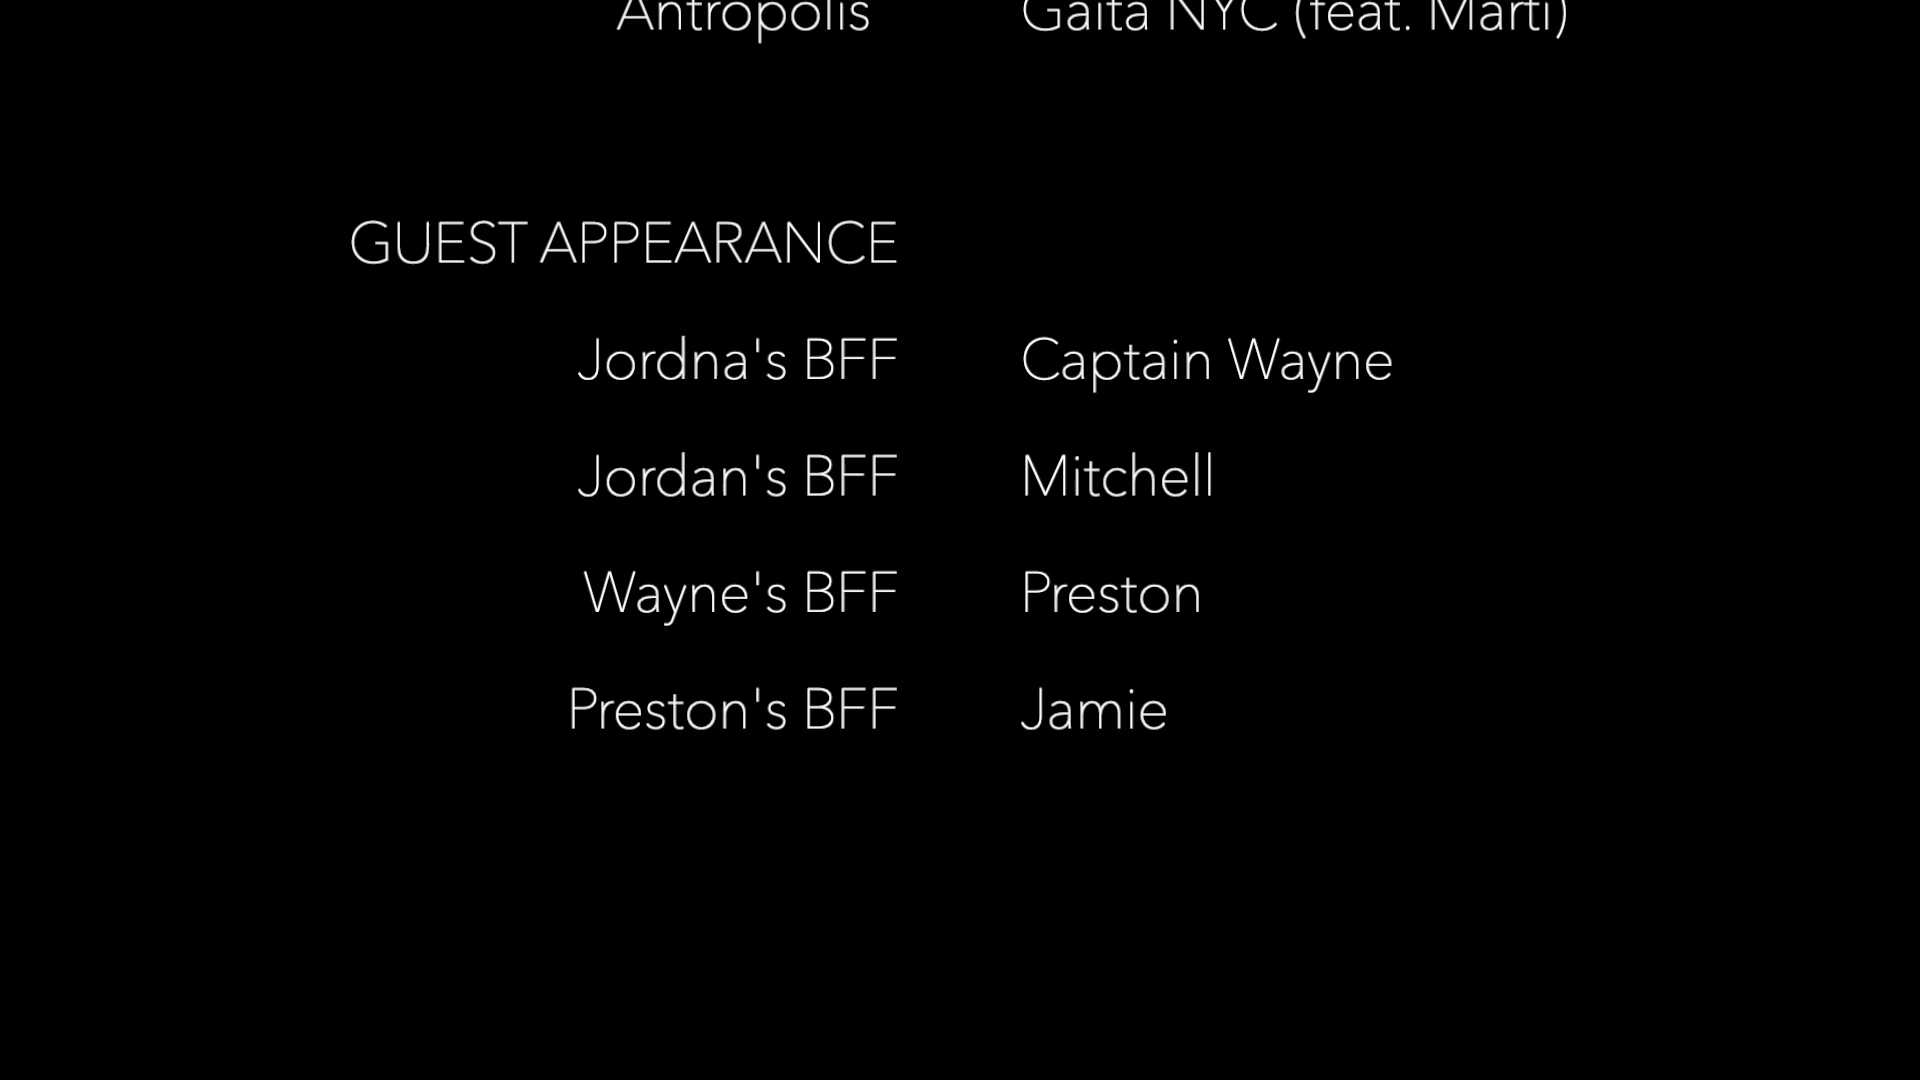 Antropolis Gaita NYC (feat. Marti)
GUEST APPEARANCE
Jordna's BFF Captain Wayne
Jordan's BFF Mitchell
Wayne's BFF Preston
Preston's BFF Jamie